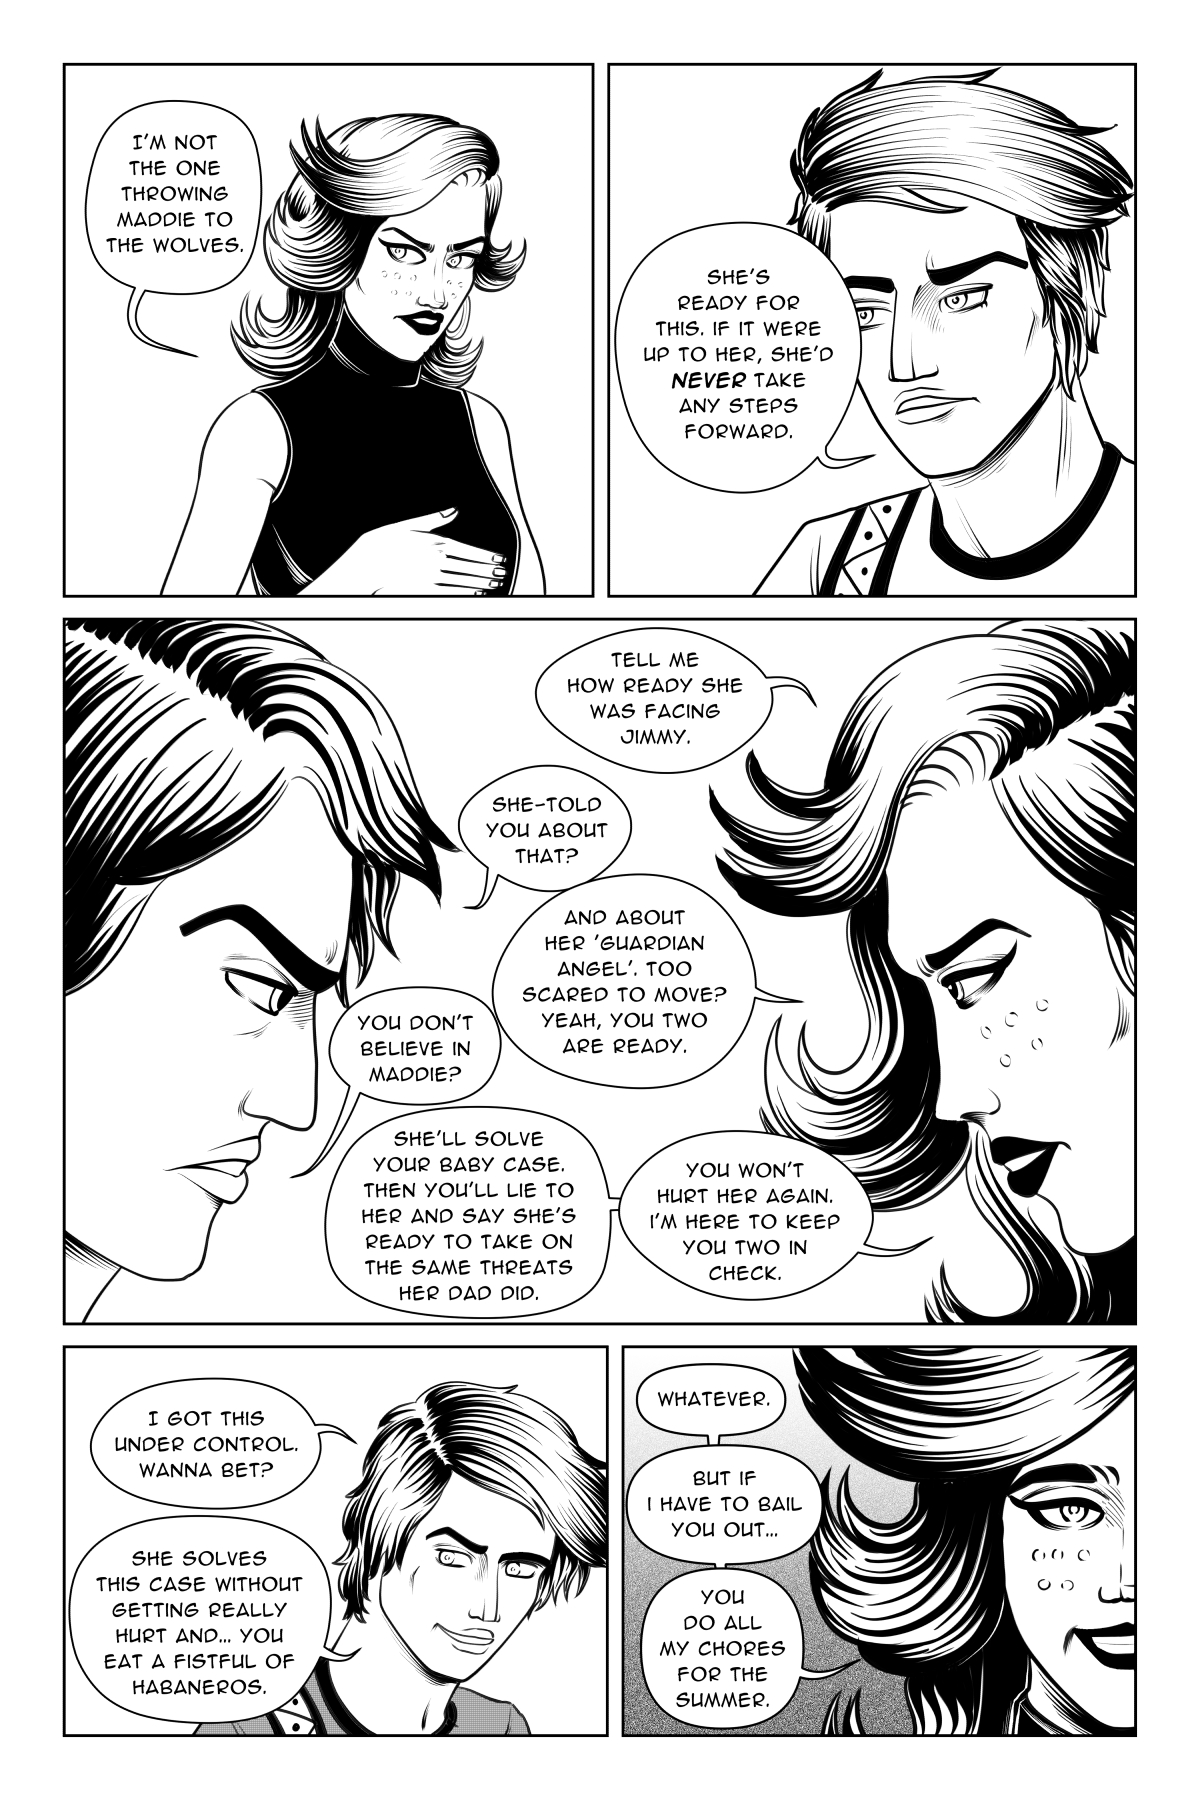 I'M NOT
THE ONE
THROWING
MADDIE TO
THE WOLVES.
SHE'S
READY FOR
THIS. IF IT WERE
UP TO HER, SHE'D
NEVER TAKE
ANY STEPS
FORWARD.
TELL ME
HOW READY SHE
WAS FACING
JIMMY.
SHE-TOLD
YOU ABOUT
THAT?
AND ABOUT
HER 'GUARDIAN
ANGEL'. TOO
SCARED TO MOVE?
YEAH, YOU TWO
ARE READY.
YOU DON'T
BELIEVE IN
MADDIE?
SHE'LL SOLVE
YOUR BABY CASE.
THEN YOU'LL LIE TO
HER AND SAY SHE'S
READY TO TAKE ON
THE SAME THREATS
HER DAD DID.
YOU WON'T
HURT HER AGAIN.
I'M HERE TO KEEP
YOU TWO IN
CHECK.
I GOT THIS
UNDER CONTROL.
WANNA BET?
SHE SOLVES
THIS CASE WITHOUT
GETTING REALLY
HURT AND... YOU
EAT A FISTFUL OF
HABANEROS.
WHATEVER.
BUT IF
I HAVE TO BAIL
YOU OUT...
YOU
DO ALL
MY CHORES
FOR THE
SUMMER.